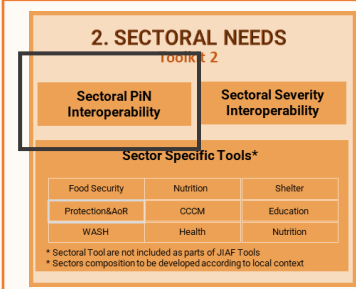 2. SECTORAL NEEDS
Toolkit 2
Sectoral PiN
Interoperability
Sectoral Severity
Interoperability
Sector Specific Tools*
Food Security Nutrition Shelter
Protection&AoR CCCM Education
WASH Health Nutrition
* Sectoral Tool are not included as parts of JIAF Tools
* Sectors composition to be developed according to local context